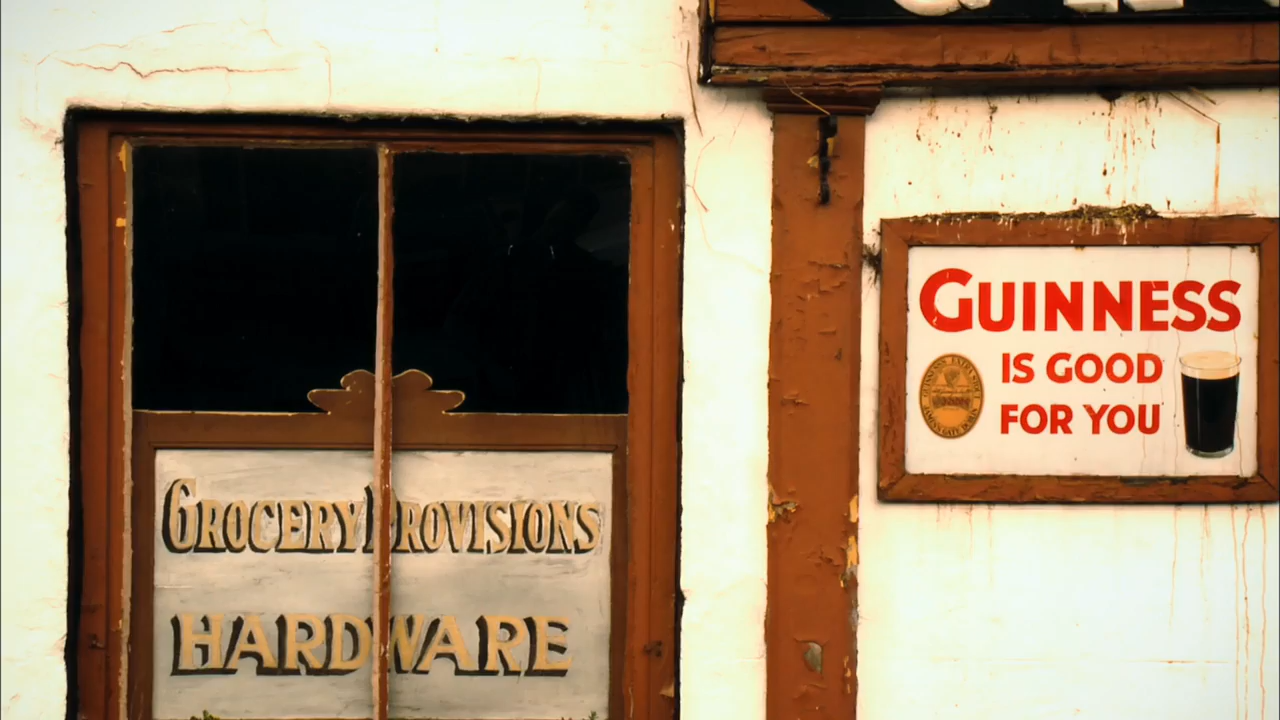 GROCERY PROVISIONS
HARDWARE
GUINNESS
IS GOOD
FOR YOU